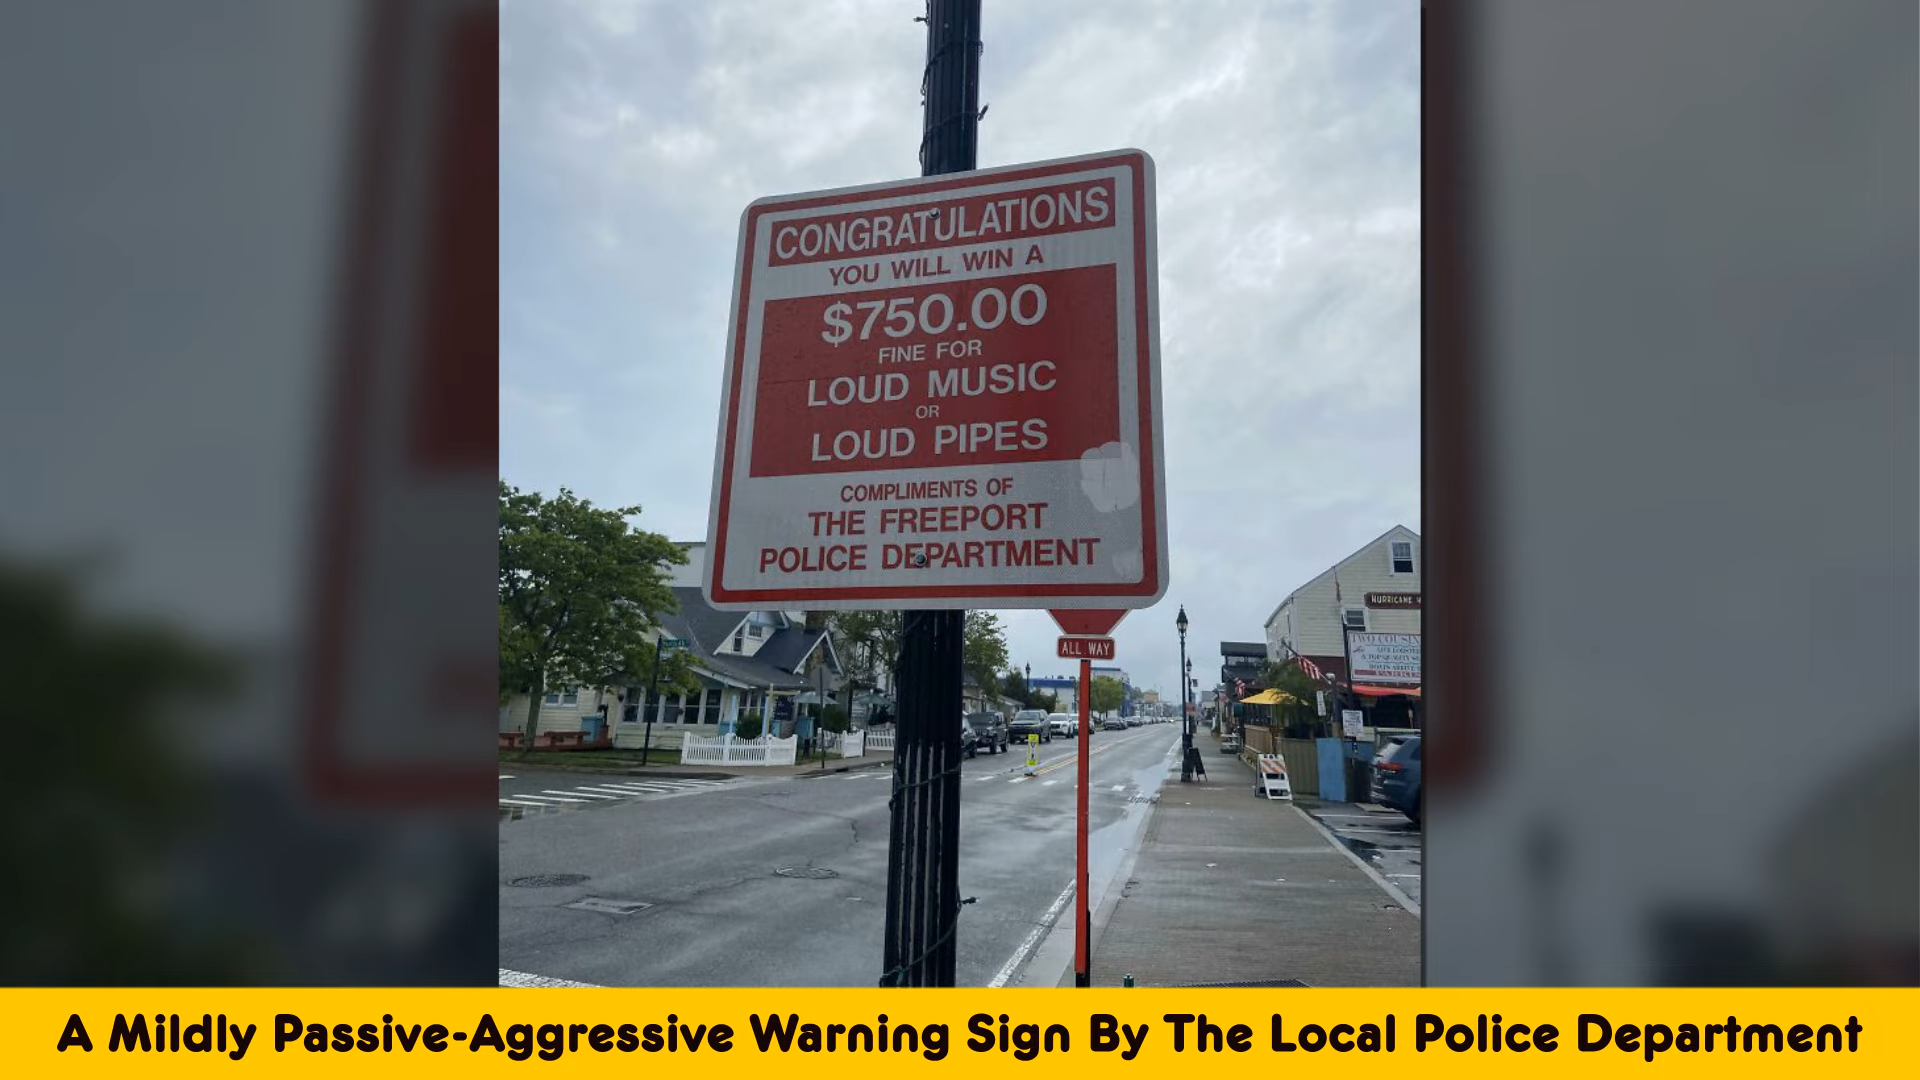 CONGRATULATIONS
YOU WILL WIN A
$750.00
FINE FOR
LOUD MUSIC
OR
LOUD PIPES
COMPLIMENTS OF
THE FREEPORT
POLICE DEPARTMENT
ALL WAY
HURRICANE
TWO COUSIN
A Mildly Passive-Aggressive Warning Sign By The Local Police Department